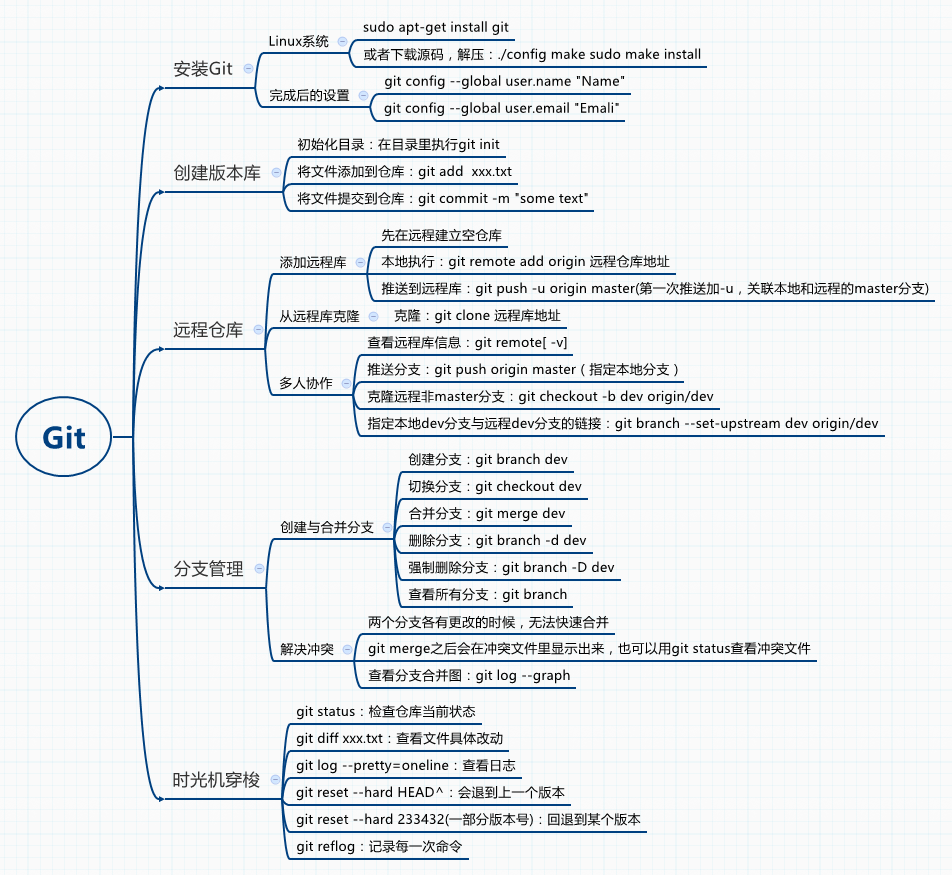 Git
安装Git
Linux系统
sudo apt-get install git
或者下载源码，解压：./config make sudo make install
完成后的设置
git config --global user.name "Name"
git config --global user.email "Emali"
创建版本库
初始化目录：在目录里执行git init
将文件添加到仓库：git add  xxx.txt
将文件提交到仓库：git commit -m "some text"
远程仓库
添加远程库
先在远程建立空仓库
本地执行：git remote add origin 远程仓库地址
推送到远程库：git push -u origin master(第一次推送加-u，关联本地和远程的master分支)
从远程库克隆
克隆：git clone 远程库地址
多人协作
查看远程库信息：git remote[ -v]
推送分支：git push origin master（指定本地分支）
克隆远程非master分支：git checkout -b dev origin/dev
指定本地dev分支与远程dev分支的链接：git branch --set-upstream dev origin/dev
分支管理
创建与合并分支
创建分支：git branch dev
切换分支：git checkout dev
合并分支：git merge dev
删除分支：git branch -d dev
强制删除分支：git branch -D dev
查看所有分支：git branch
解决冲突
两个分支各有更改的时候，无法快速合并
git merge之后会在冲突文件里显示出来，也可以用git status查看冲突文件
查看分支合并图：git log --graph
时光机穿梭
git status：检查仓库当前状态
git diff xxx.txt：查看文件具体改动
git log --pretty=oneline：查看日志
git reset --hard HEAD^：会退到上一个版本
git reset --hard 233432(一部分版本号)：回退到某个版本
git reflog：记录每一次命令